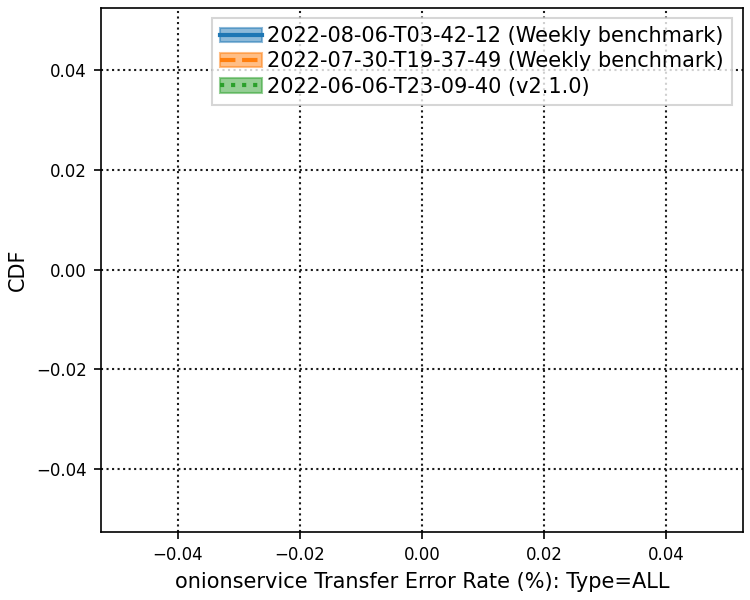 2022-08-06-T03-42-12 (Weekly benchmark)
2022-07-30-T19-37-49 (Weekly benchmark)
2022-06-06-T23-09-40 (v2.1.0)
0.04
0.02
0.00
−0.02
−0.04
CDF
−0.04 −0.02 0.00 0.02 0.04
onionservice Transfer Error Rate (%): Type=ALL